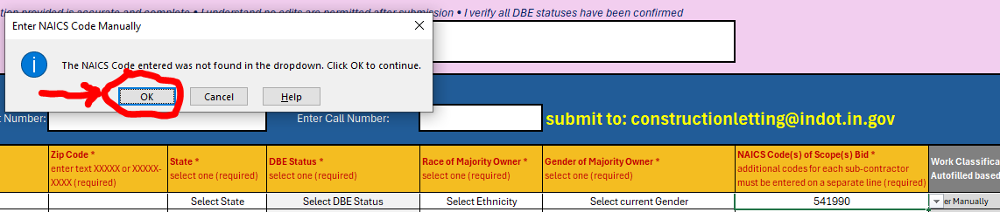 provided is accurate and complete • I understand no edits are permitted after submission • I verify all DBE statuses have been confirmed
Enter NAICS Code Manually
The NAICS Code entered was not found in the dropdown. Click OK to continue.
OK
Cancel
Help
Number:
Enter Call Number:
submit to: constructionletting@indot.in.gov
Zip Code *
enter text XXXXX or XXXXX-
XXXX (required)
State *
select one (required)
DBE Status *
select one (required)
Race of Majority Owner *
select one (required)
Gender of Majority Owner *
select one (required)
NAICS Code(s) of Scope(s) Bid *
additional codes for each sub-contractor
must be entered on a separate line (required)
Work Classifica
Autofilled based
Select State
Select DBE Status
Select Ethnicity
Select current Gender
541990
er Manually